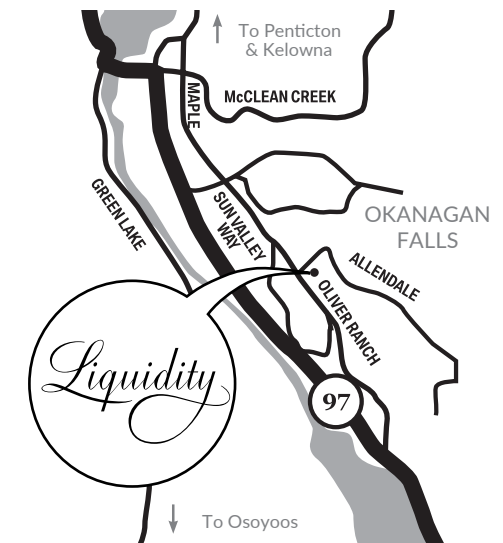 To Penticton
& Kelowna
MAPLE
McCLEAN CREEK
GREEN LAKE
SUN VALLEY
WAY
OKANAGAN
FALLS
ALLENDALE
OLIVER RANCH
Liquidity
97
To Osoyoos